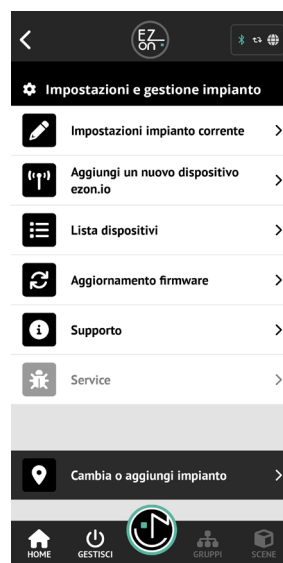 EZ
on.
Impostazioni e gestione impianto
Impostazioni impianto corrente
Aggiungi un nuovo dispositivo
ezon.io
Lista dispositivi
Aggiornamento firmware
Supporto
Service
Cambia o aggiungi impianto
HOME
GESTISCI
GRUPPI
SCENE